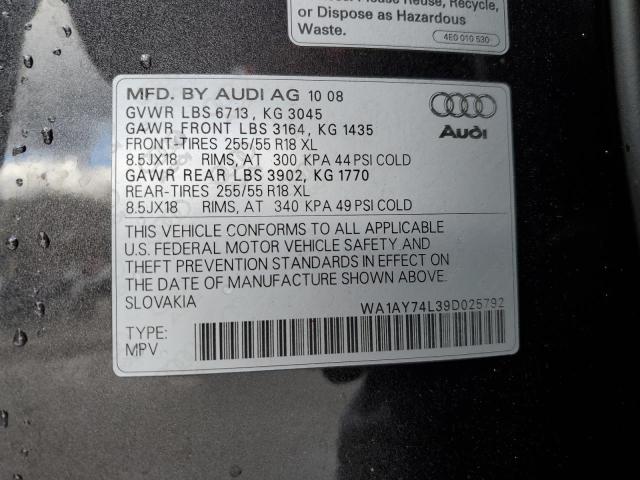 Reuse, Recycle,
or Dispose as Hazardous
Waste.
4E0 010 530
MFD. BY AUDI AG 10 08
GVWR LBS 6713 , KG 3045
GAWR FRONT LBS 3164, KG 1435
FRONT-TIRES 255/55 R18 XL
8.5JX18 RIMS, AT 300 KPA 44 PSI COLD
GAWR REAR LBS 3902, KG 1770
REAR-TIRES 255/55 R18 XL
8.5JX18 RIMS, AT 340 KPA 49 PSI COLD
Audi
THIS VEHICLE CONFORMS TO ALL APPLICABLE
U.S. FEDERAL MOTOR VEHICLE SAFETY AND
THEFT PREVENTION STANDARDS IN EFFECT ON
THE DATE OF MANUFACTURE SHOWN ABOVE.
SLOVAKIA
WA1AY74L39D025792
TYPE:
MPV